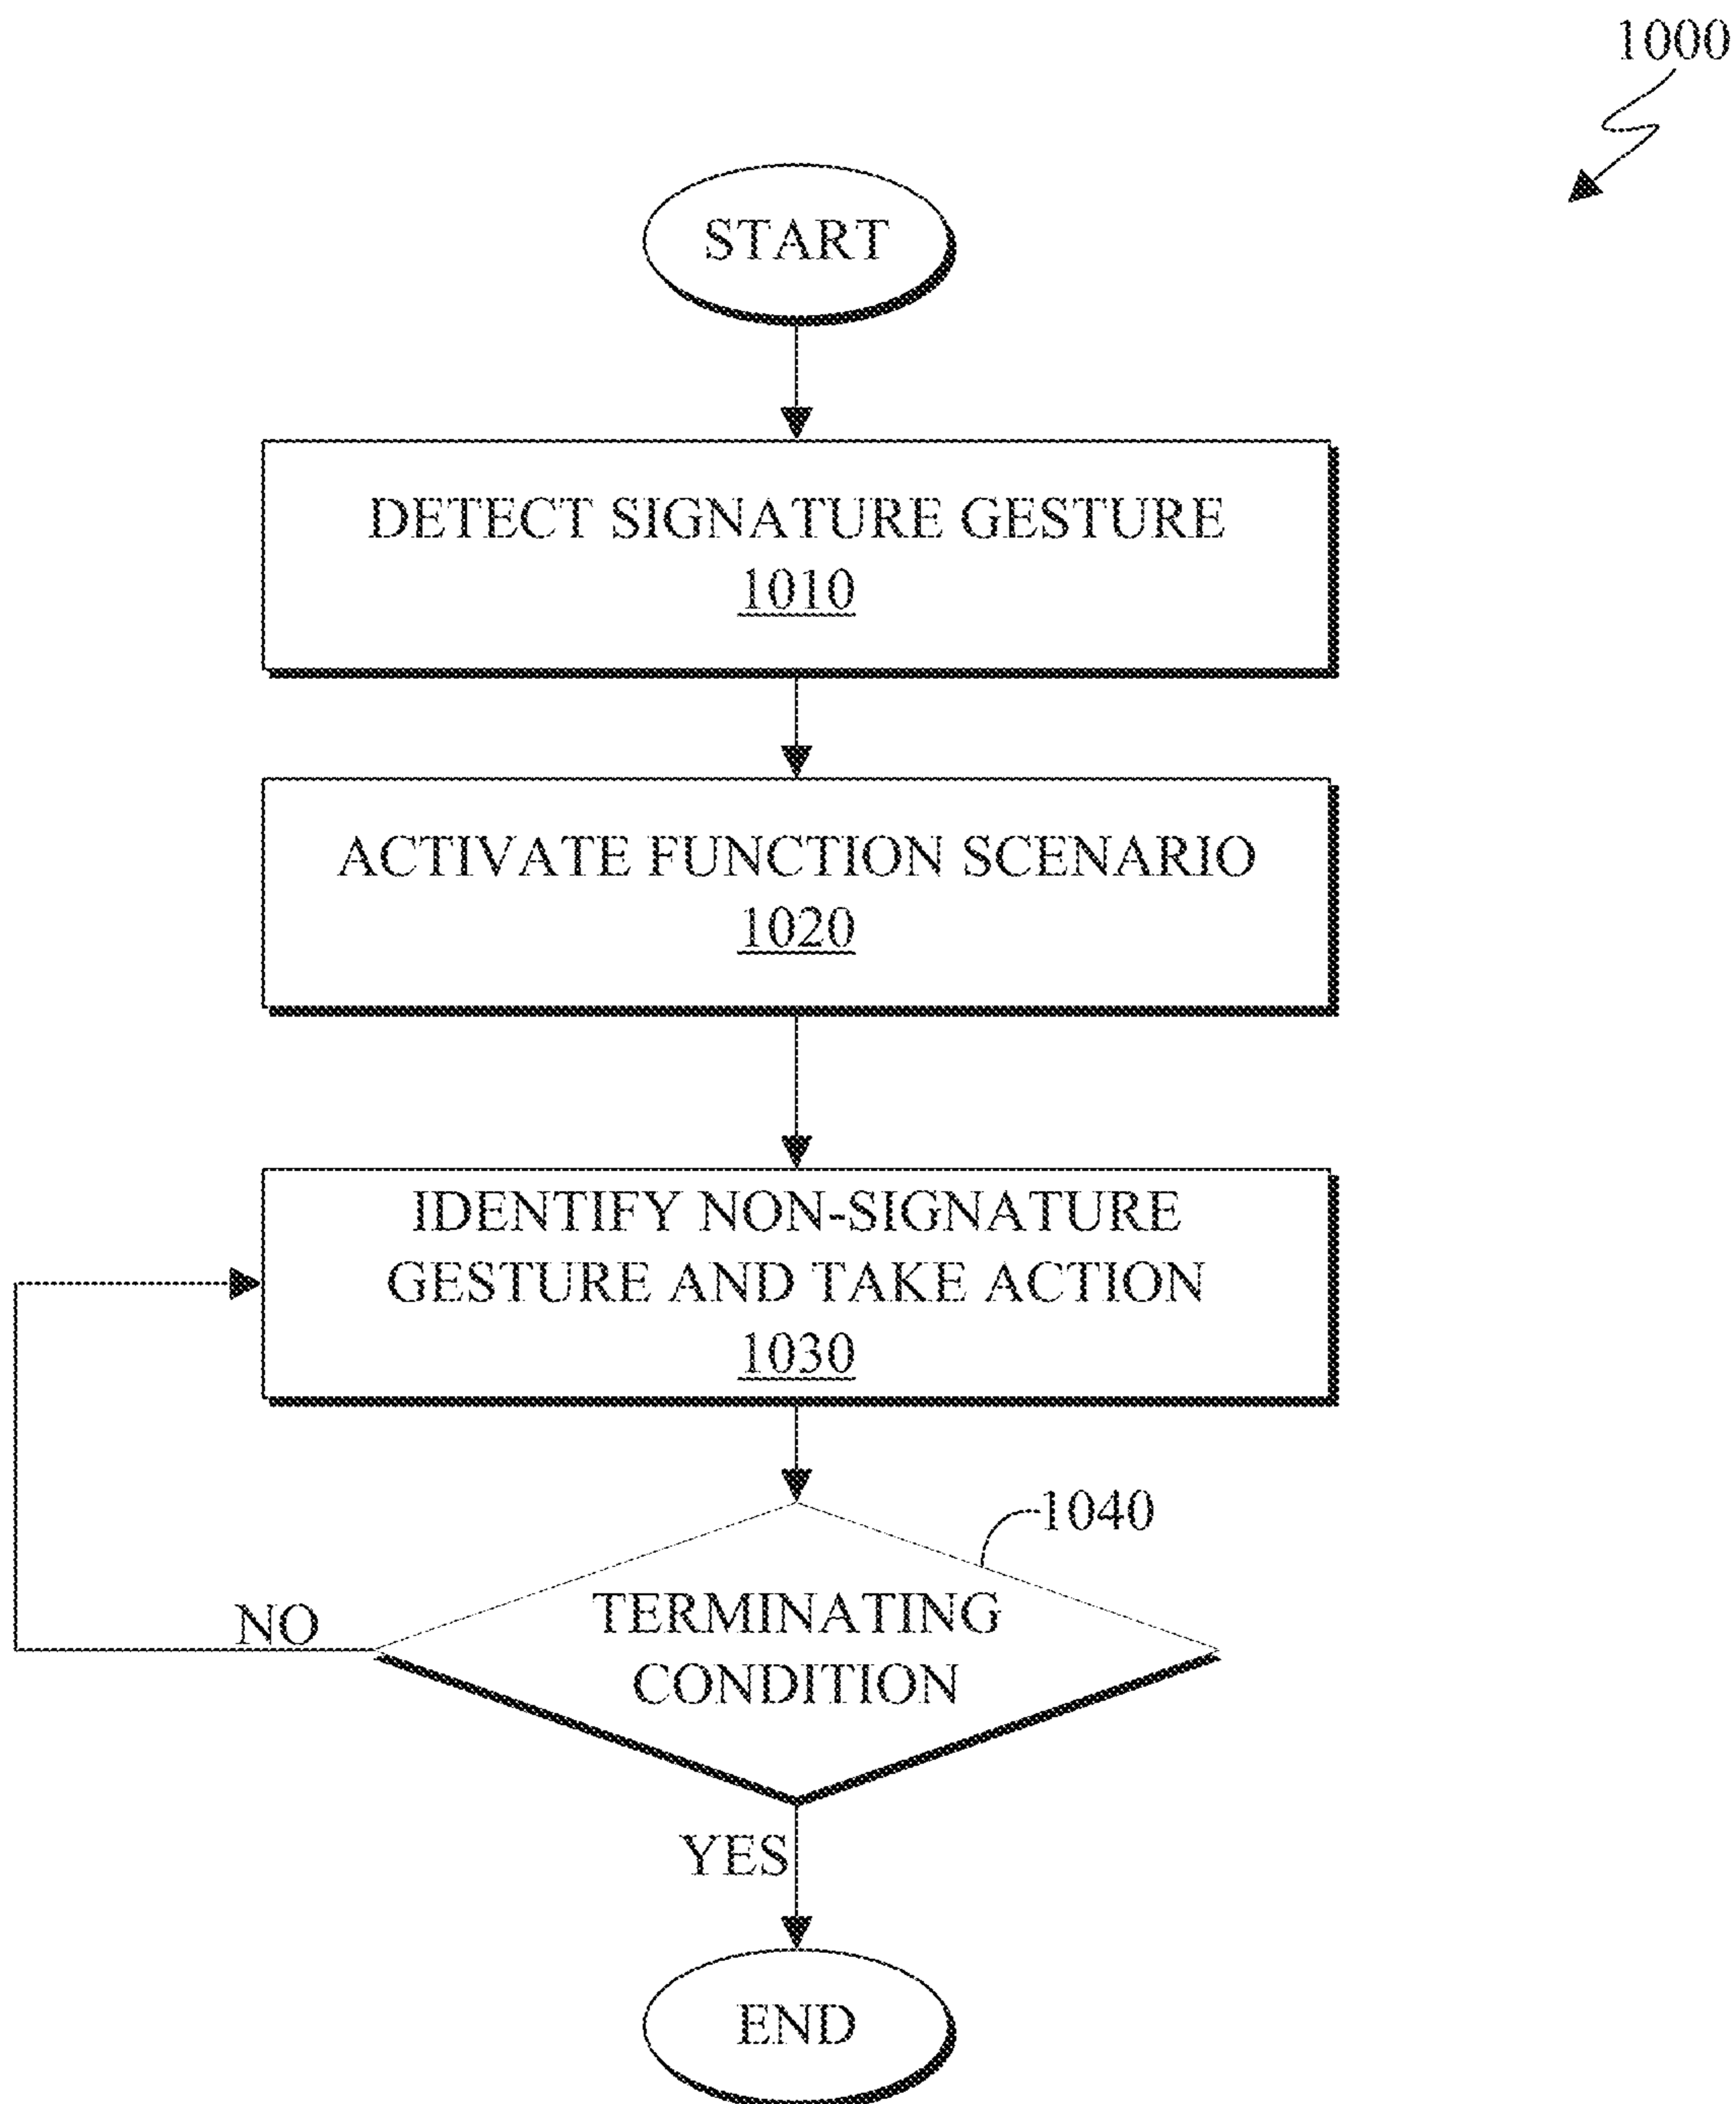 1000
START
DETECT SIGNATURE GESTURE
1010
ACTIVATE FUNCTION SCENARIO
1020
IDENTIFY NON-SIGNATURE
GESTURE AND TAKE ACTION
1030
1040
TERMINATING
CONDITION
NO
YES
END